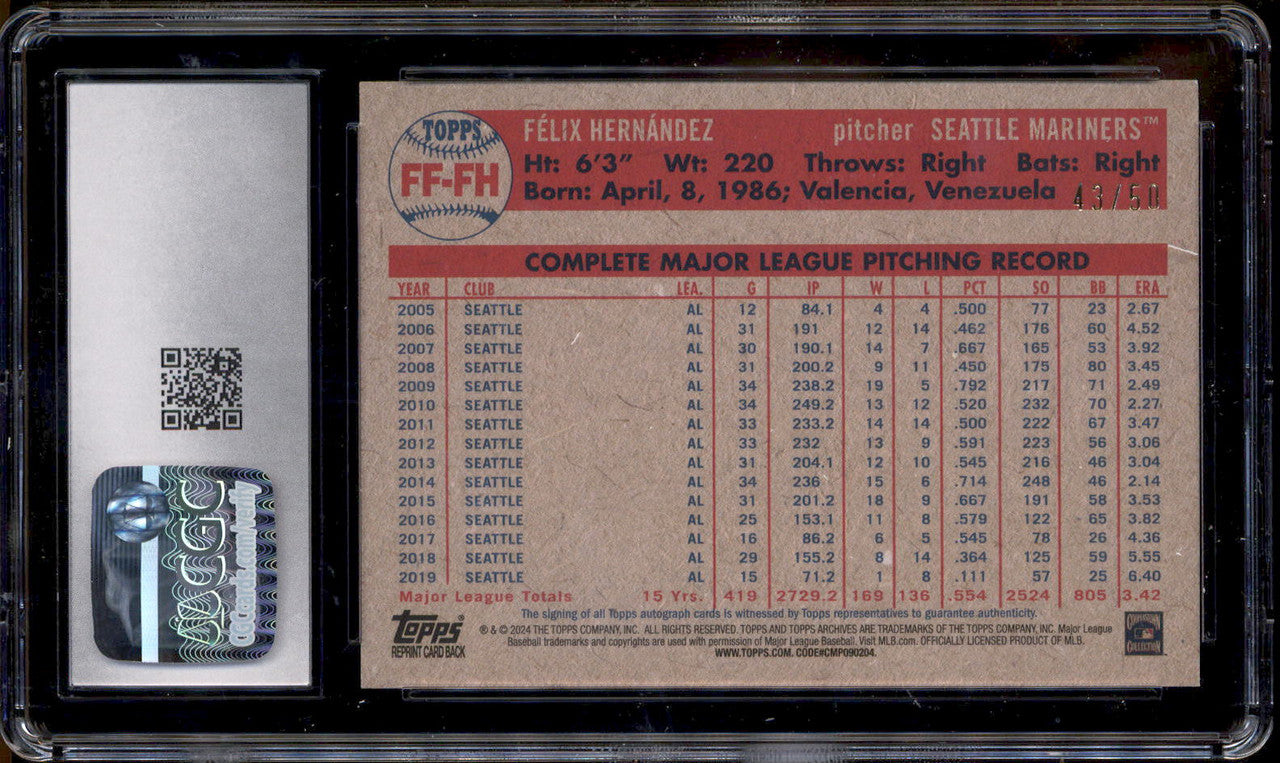 TOPPS
FF-FH
FÉLIX HERNÁNDEZ pitcher SEATTLE MARINERS™
Ht: 6'3" Wt: 220 Throws: Right Bats: Right
Born: April, 8, 1986; Valencia, Venezuela 43/50
COMPLETE MAJOR LEAGUE PITCHING RECORD
YEAR CLUB LEA. G IP W L PCT SO BB ERA
2005 SEATTLE AL 12 84.1 4 4 .500 77 23 2.67
2006 SEATTLE AL 31 191 12 14 .462 176 60 4.52
2007 SEATTLE AL 30 190.1 14 7 .667 165 53 3.92
2008 SEATTLE AL 31 200.2 9 11 .450 175 80 3.45
2009 SEATTLE AL 34 238.2 19 5 .792 217 71 2.49
2010 SEATTLE AL 34 249.2 13 12 .520 232 70 2.27
2011 SEATTLE AL 33 233.2 14 14 .500 222 67 3.47
2012 SEATTLE AL 33 232 13 9 .591 223 56 3.06
2013 SEATTLE AL 31 204.1 12 10 .545 216 46 3.04
2014 SEATTLE AL 34 236 15 6 .714 248 46 2.14
2015 SEATTLE AL 31 201.2 18 9 .667 191 58 3.53
2016 SEATTLE AL 25 153.1 11 8 .579 122 65 3.82
2017 SEATTLE AL 16 86.2 6 5 .545 78 26 4.36
2018 SEATTLE AL 29 155.2 8 14 .364 125 59 5.55
2019 SEATTLE AL 15 71.2 1 8 .111 57 25 6.40
Major League Totals 15 Yrs. 419 2729.2 169 136 .554 2524 805 3.42
The signing of all Topps autograph cards is witnessed by Topps representatives to guarantee authenticity.
topps
REPRINT CARD BACK
® & © 2024 THE TOPPS COMPANY, INC. ALL RIGHTS RESERVED. TOPPS AND TOPPS ARCHIVES ARE TRADEMARKS OF THE TOPPS COMPANY, INC. Major League
Baseball trademarks and copyrights are used with permission of Major League Baseball. Visit MLB.com. OFFICIALLY LICENSED PRODUCT OF MLB.
WWW.TOPPS.COM. CODE#CMP090204.
COLLECTION
CGC
cgccards.com/verify